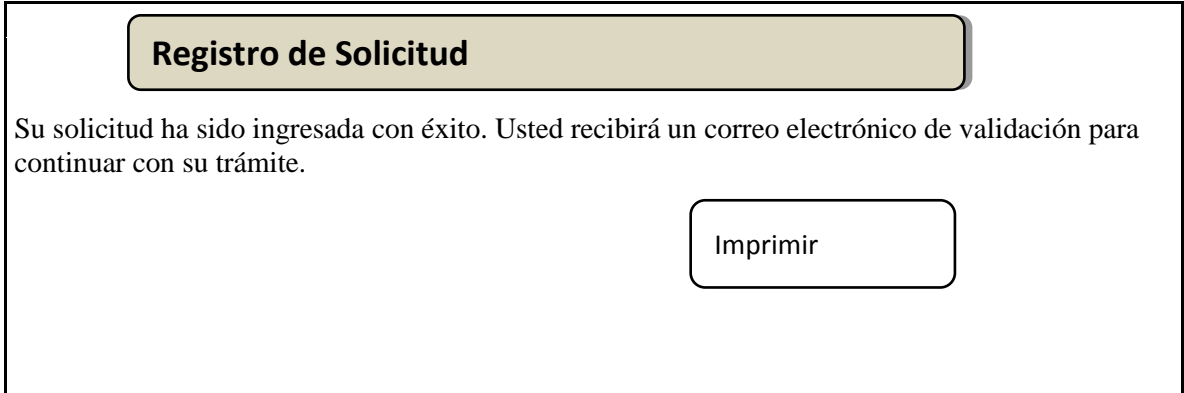 Registro de Solicitud
Su solicitud ha sido ingresada con éxito. Usted recibirá un correo electrónico de validación para
continuar con su trámite.
Imprimir